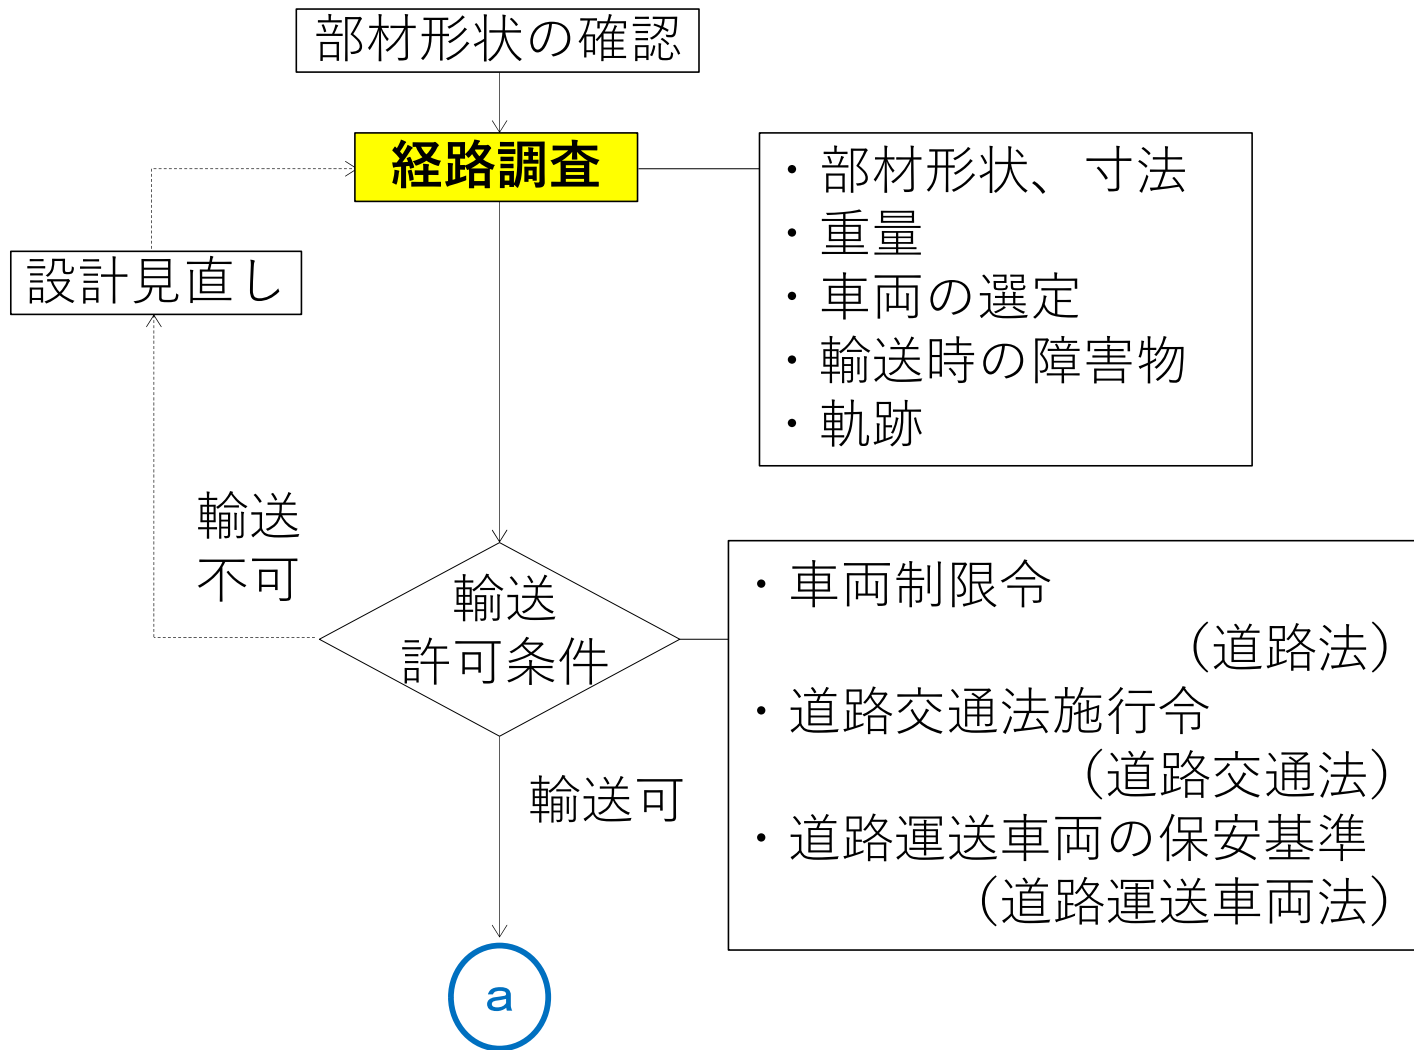 部材形状の確認
経路調査
・部材形状、寸法
・重量
・車両の選定
・輸送時の障害物
・軌跡
設計見直し
輸送
不可
輸送
許可条件
・車両制限令
（道路法）
・道路交通法施行令
（道路交通法）
・道路運送車両の保安基準
（道路運送車両法）
輸送可
a